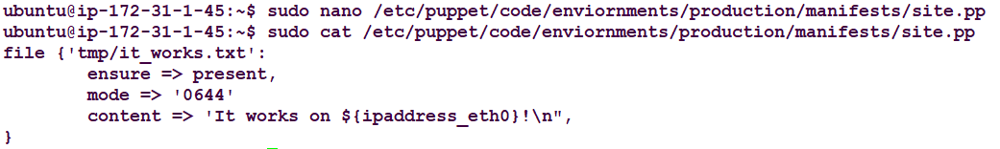 ubuntu@ip-172-31-1-45:~$ sudo nano /etc/puppet/code/enviornments/production/manifests/site.pp
ubuntu@ip-172-31-1-45:~$ sudo cat /etc/puppet/code/enviornments/production/manifests/site.pp
file {'tmp/it_works.txt':
        ensure => present,
        mode => '0644'
        content => 'It works on ${ipaddress_eth0}!\n",
}